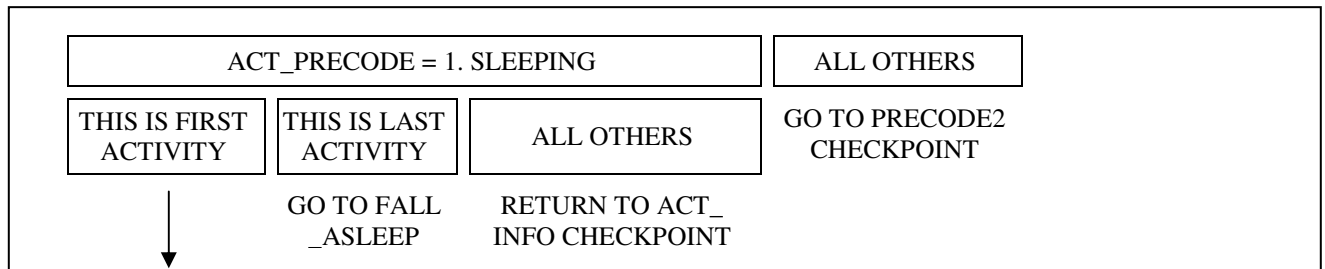 ACT_PRECODE = 1. SLEEPING
ALL OTHERS
THIS IS FIRST
ACTIVITY
THIS IS LAST
ACTIVITY
ALL OTHERS
GO TO PRECODE2
CHECKPOINT
GO TO FALL
_ASLEEP
RETURN TO ACT_
INFO CHECKPOINT